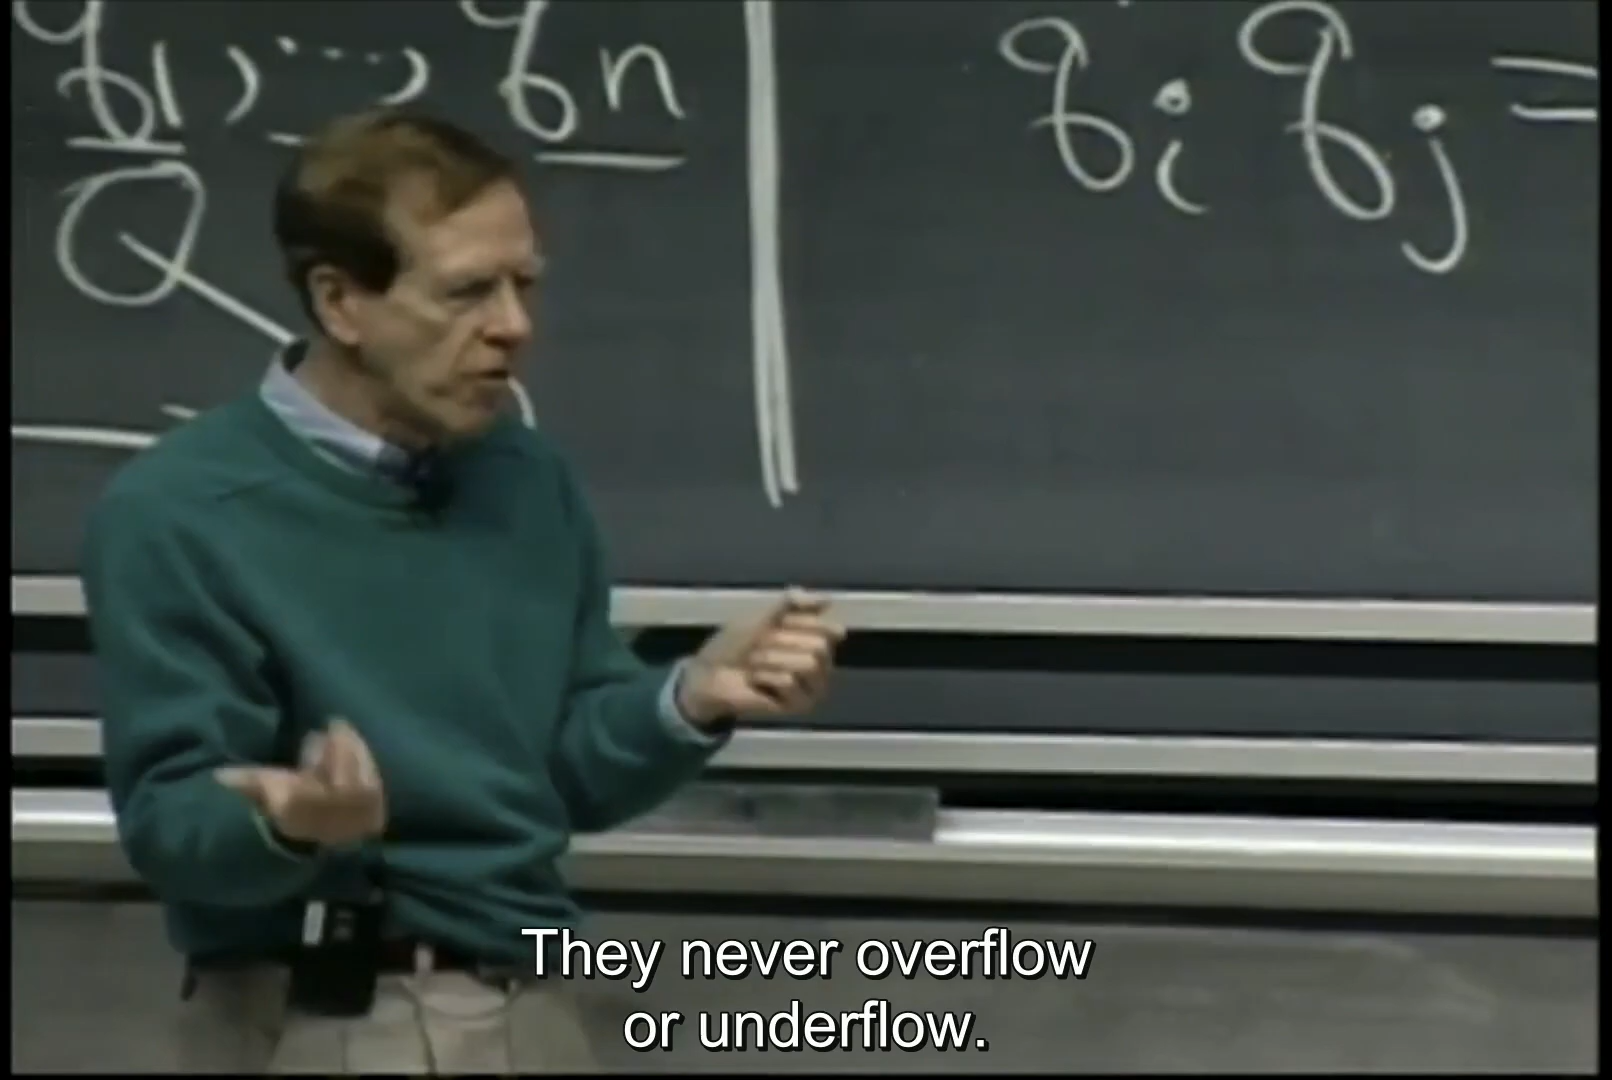 q1, ..., qn
qi qj =
Q
They never overflow
or underflow.